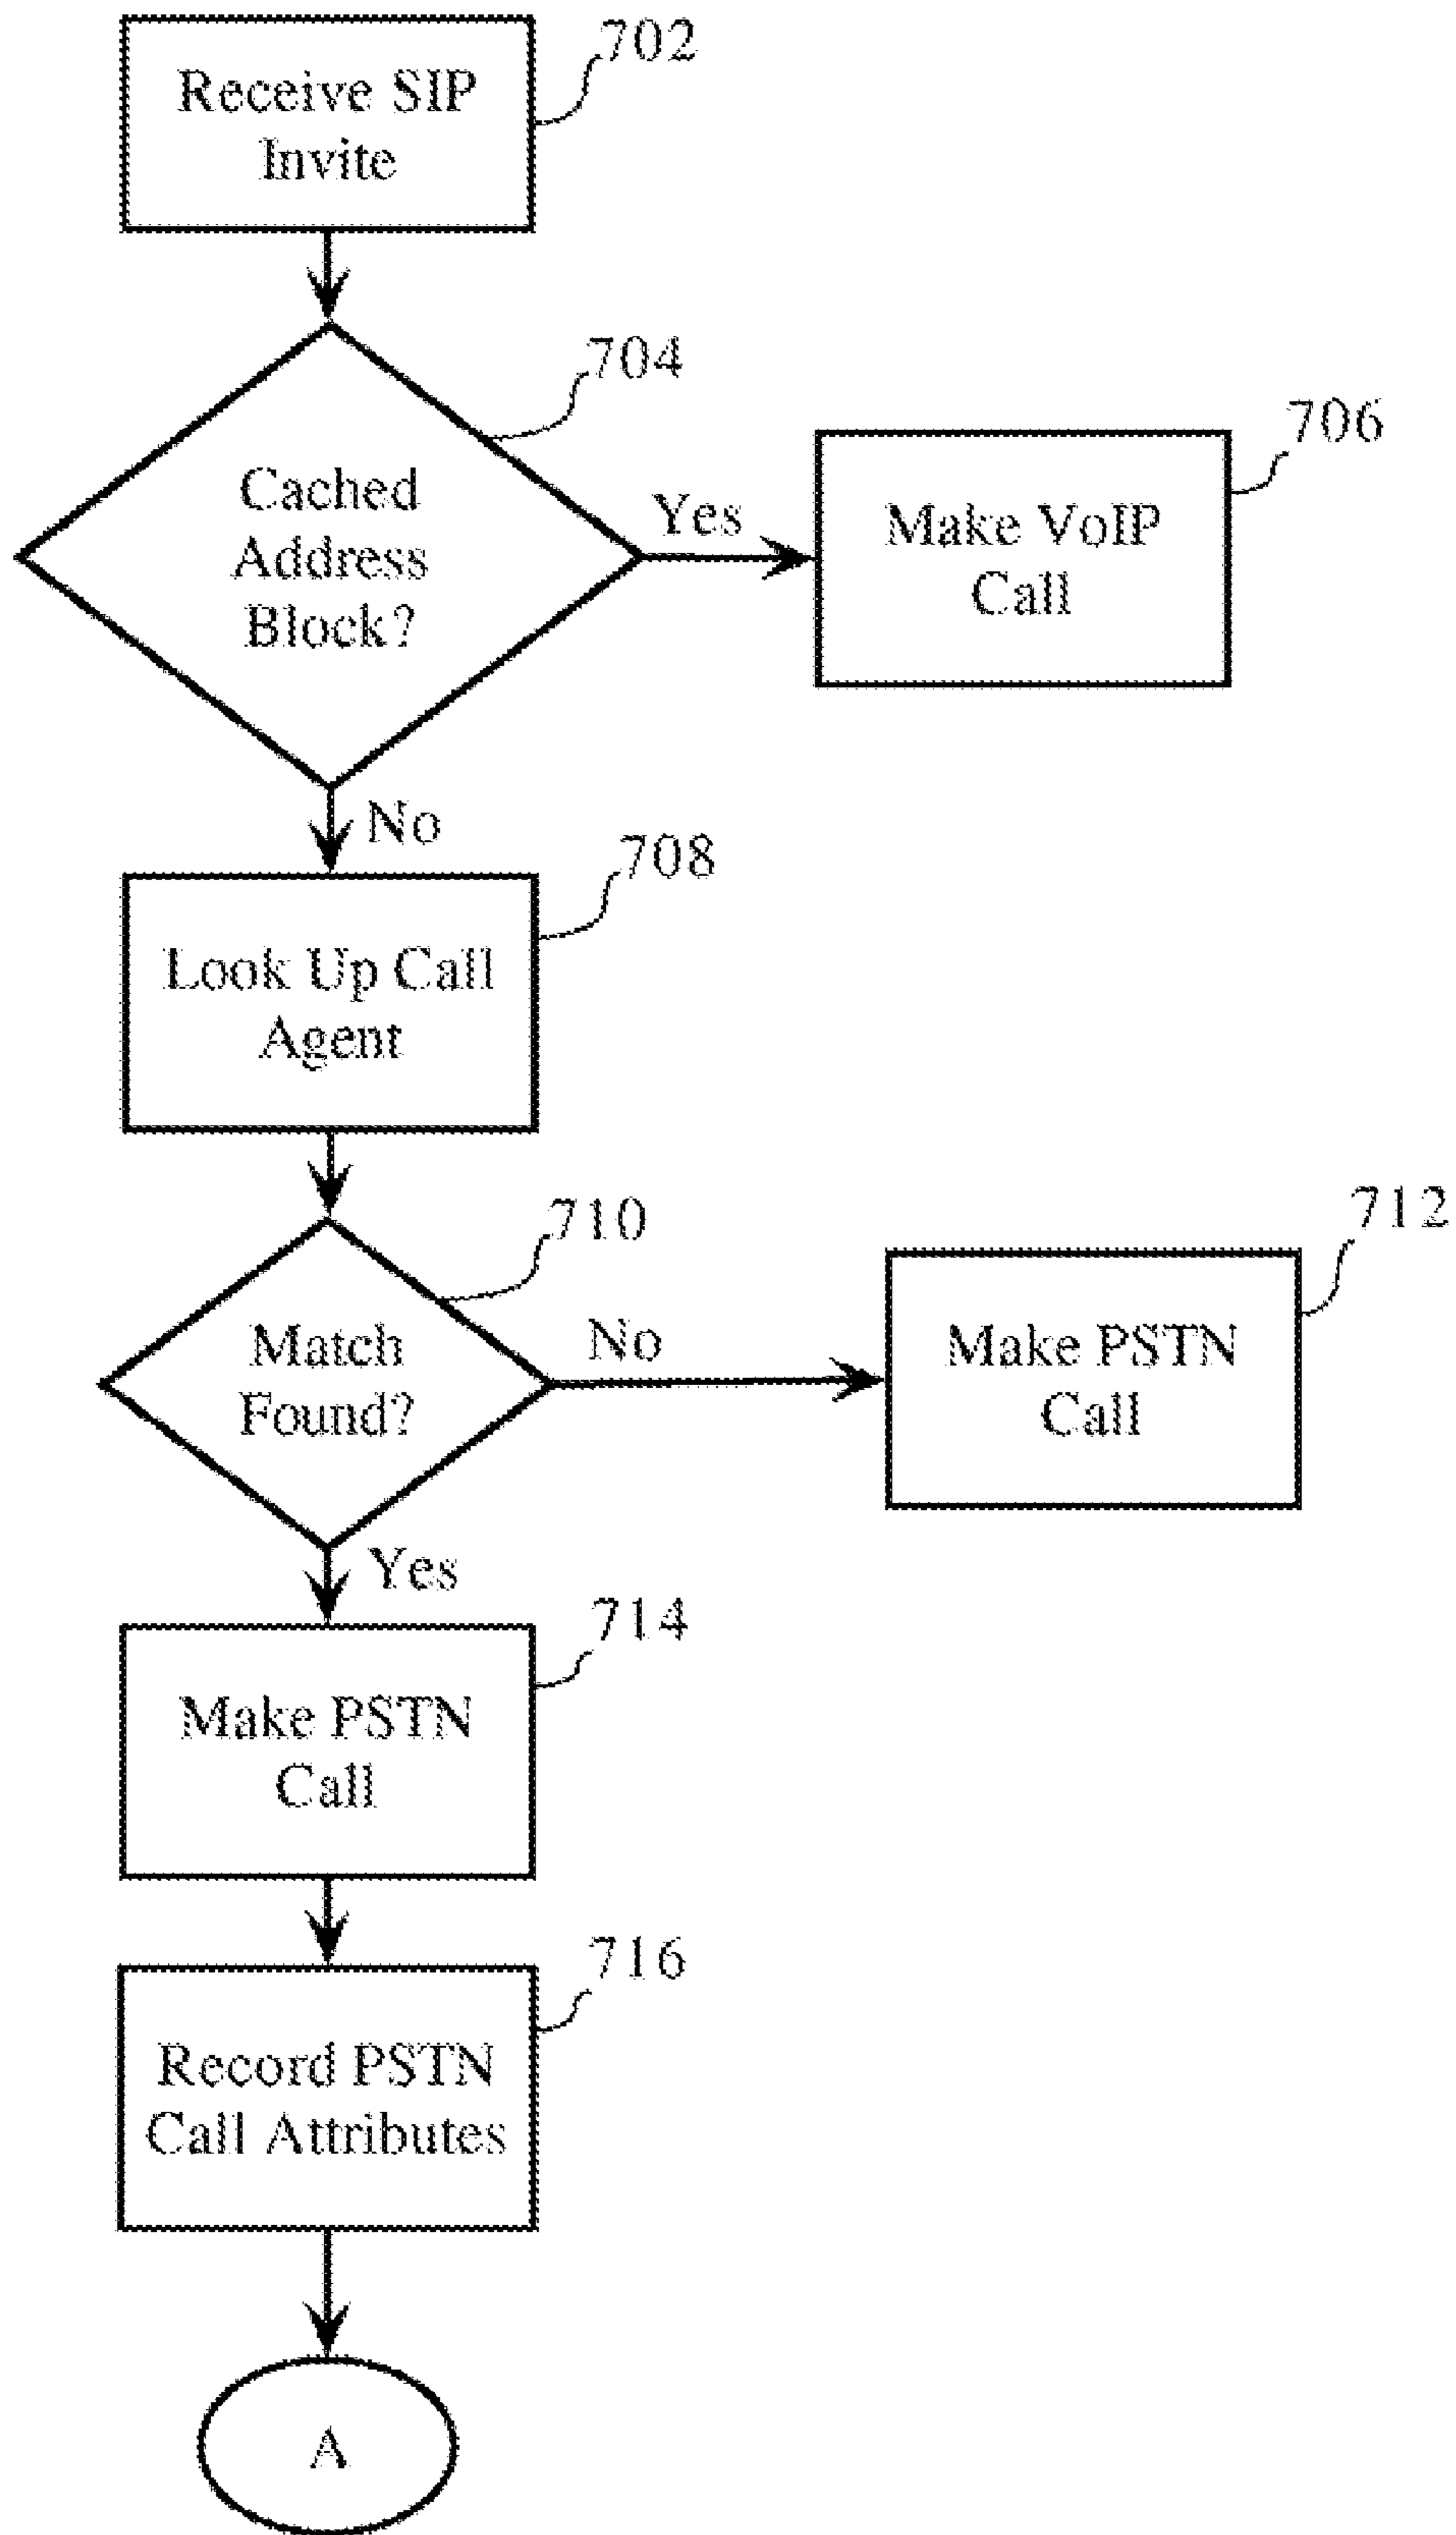 702
Receive SIP
Invite
704
Cached
Address
Block?
Yes
706
Make VoIP
Call
No
708
Look Up Call
Agent
710
Match
Found?
No
712
Make PSTN
Call
Yes
714
Make PSTN
Call
716
Record PSTN
Call Attributes
A